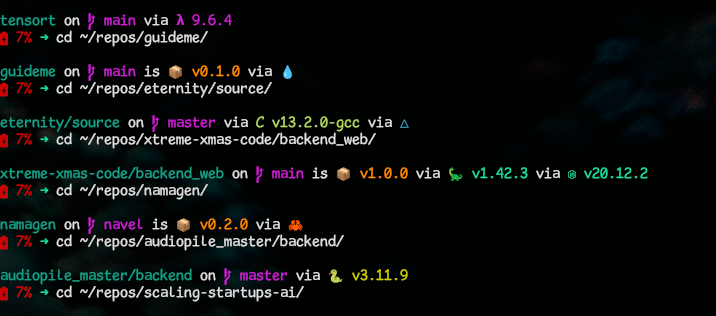 tensort on main via λ 9.6.4
7% ➜ cd ~/repos/guideme/
guideme on main is 📦 v0.1.0 via 💧
7% ➜ cd ~/repos/eternity/source/
eternity/source on master via C v13.2.0-gcc via △
7% ➜ cd ~/repos/xtreme-xmas-code/backend_web/
xtreme-xmas-code/backend_web on main is 📦 v1.0.0 via 🦕 v1.42.3 via v20.12.2
7% ➜ cd ~/repos/namagen/
namagen on navel is 📦 v0.2.0 via 🦀
7% ➜ cd ~/repos/audiopile_master/backend/
audiopile_master/backend on master via 🐍 v3.11.9
7% ➜ cd ~/repos/scaling-startups-ai/